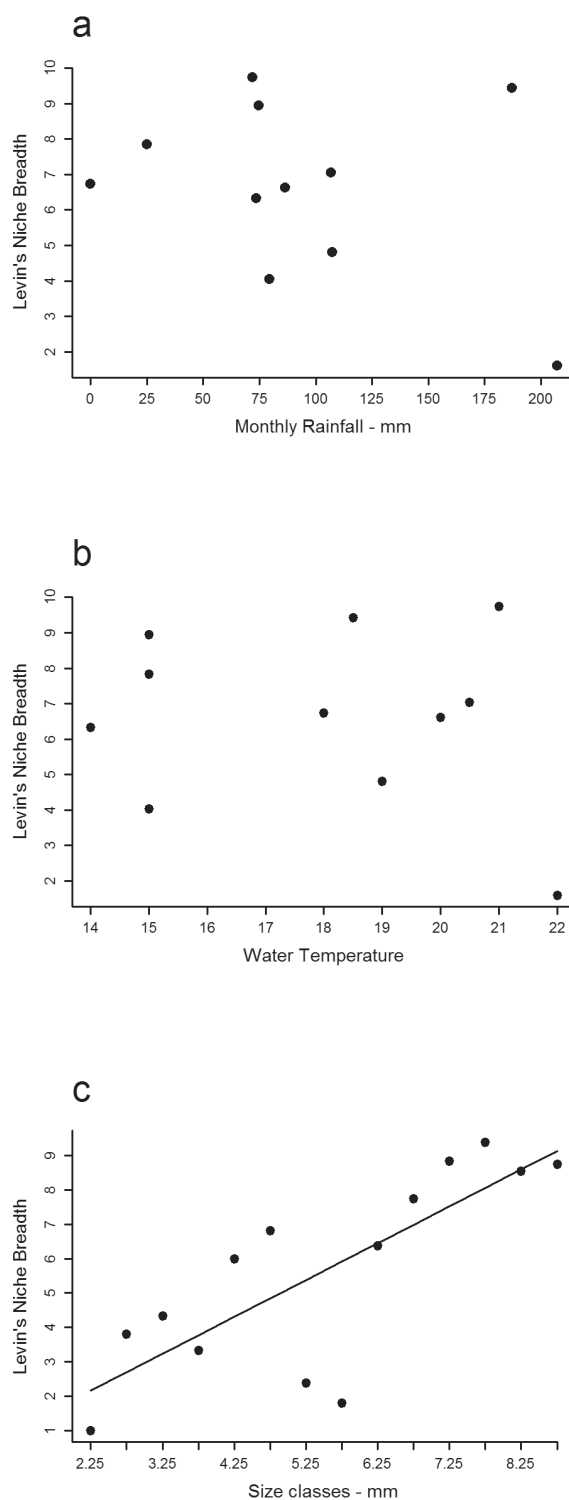 a
Levin's Niche Breadth
10
9
8
7
6
5
4
3
2
0 25 50 75 100 125 150 175 200
Monthly Rainfall - mm
b
Levin's Niche Breadth
10
9
8
7
6
5
4
3
2
14 15 16 17 18 19 20 21 22
Water Temperature
c
Levin's Niche Breadth
9
8
7
6
5
4
3
2
1
2.25 3.25 4.25 5.25 6.25 7.25 8.25
Size classes - mm